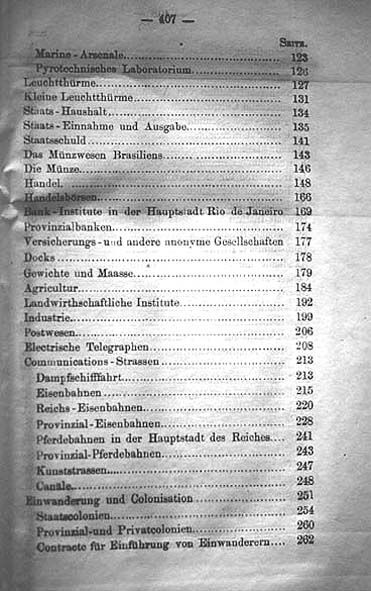 — 407 —
SEITE.
Marine-Arsenale 123
Pyrotechnisches Laboratorium 126
Leuchtthürme 127
Kleine Leuchtthürme 131
Staats-Haushalt 134
Staats-Einnahme und Ausgabe 135
Staatsschuld 141
Das Münzwesen Brasiliens 143
Die Münze 146
Handel 148
Handelsbörsen 166
Bank-Institute in der Hauptstadt Rio de Janeiro 169
Provinzialbanken 174
Versicherungs- und andere anonyme Gesellschaften 177
Docks 178
Gewichte und Maasse 179
Agricultur 184
Landwirthschaftliche Institute 192
Industrie 199
Postwesen 206
Electrische Telegraphen 208
Communications-Strassen 213
Dampfschifffahrt 213
Eisenbahnen 215
Reichs-Eisenbahnen 220
Provinzial-Eisenbahnen 228
Pferdebahnen in der Hauptstadt des Reiches 241
Provinzial-Pferdebahnen 243
Kunststrassen 247
Canäle 248
Einwanderung und Colonisation 251
Staatscolonien 254
Provinzial-und Privatcolonien 260
Contracte für Einführung von Einwanderern 262